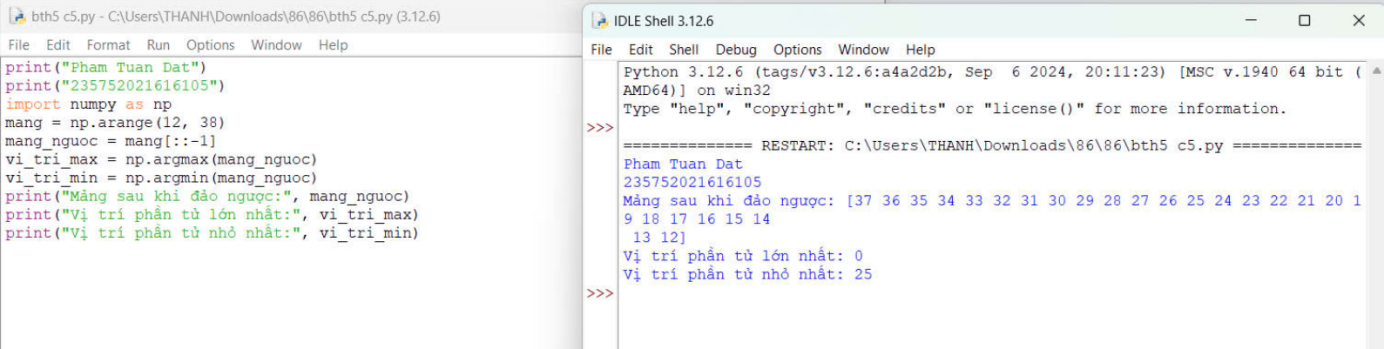 bth5 c5.py - C:\Users\THANH\Downloads\86\86\bth5 c5.py (3.12.6)
File Edit Format Run Options Window Help
print("Pham Tuan Dat")
print("235752021616105")
import numpy as np
mang = np.arange(12, 38)
mang_nguoc = mang[::-1]
vi_tri_max = np.argmax(mang_nguoc)
vi_tri_min = np.argmin(mang_nguoc)
print("Mảng sau khi đảo ngược:", mang_nguoc)
print("Vị trí phần tử lớn nhất:", vi_tri_max)
print("Vị trí phần tử nhỏ nhất:", vi_tri_min)
IDLE Shell 3.12.6
File Edit Shell Debug Options Window Help
Python 3.12.6 (tags/v3.12.6:a4a2d2b, Sep  6 2024, 20:11:23) [MSC v.1940 64 bit (
AMD64)] on win32
Type "help", "copyright", "credits" or "license()" for more information.
>>>
============== RESTART: C:\Users\THANH\Downloads\86\86\bth5 c5.py ==============
Pham Tuan Dat
235752021616105
Mảng sau khi đảo ngược: [37 36 35 34 33 32 31 30 29 28 27 26 25 24 23 22 21 20 1
9 18 17 16 15 14
 13 12]
Vị trí phần tử lớn nhất: 0
Vị trí phần tử nhỏ nhất: 25
>>>